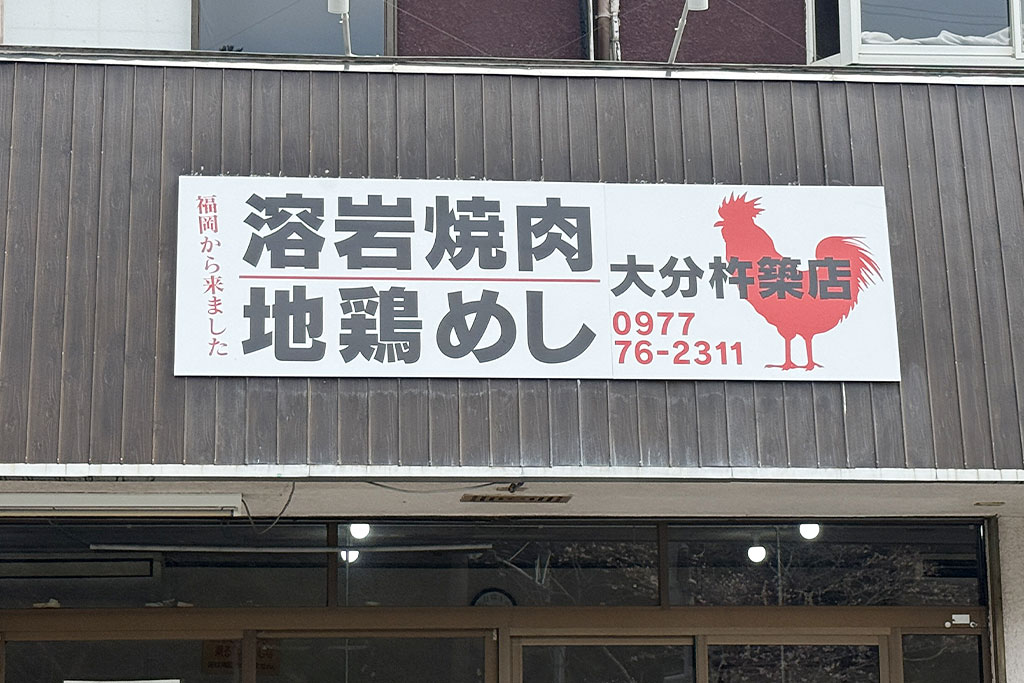 福岡から来ました
溶岩焼肉
地鶏めし
大分杵築店
0977
76-2311